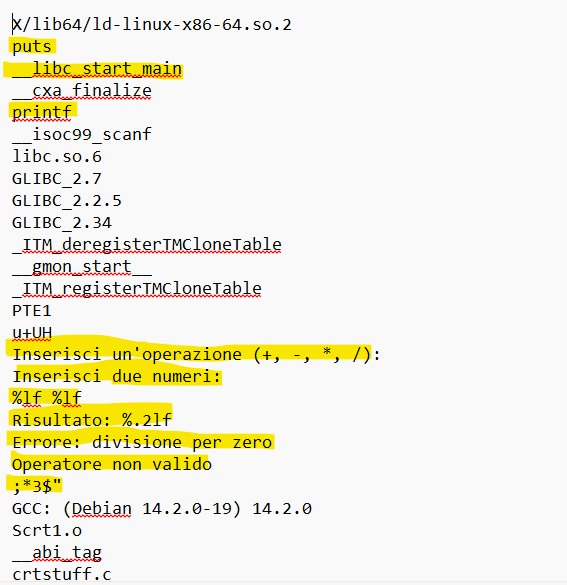 X/lib64/ld-linux-x86-64.so.2
puts
__libc_start_main
__cxa_finalize
printf
__isoc99_scanf
libc.so.6
GLIBC_2.7
GLIBC_2.2.5
GLIBC_2.34
_ITM_deregisterTMCloneTable
__gmon_start__
_ITM_registerTMCloneTable
PTE1
u+UH
Inserisci un'operazione (+, -, *, /):
Inserisci due numeri:
%lf %lf
Risultato: %.2lf
Errore: divisione per zero
Operatore non valido
;*3$"
GCC: (Debian 14.2.0-19) 14.2.0
Scrt1.o
__abi_tag
crtstuff.c